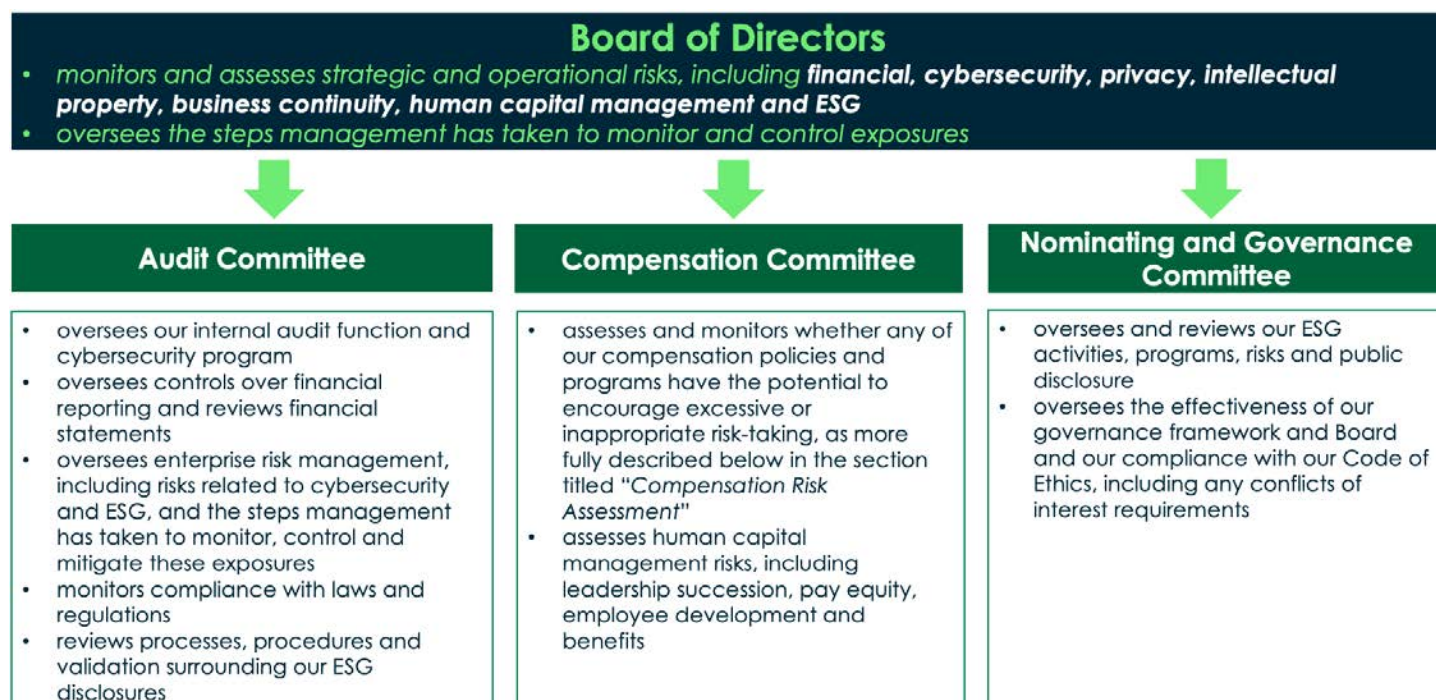 Board of Directors
• monitors and assesses strategic and operational risks, including financial, cybersecurity, privacy, intellectual
property, business continuity, human capital management and ESG
• oversees the steps management has taken to monitor and control exposures
Audit Committee
• oversees our internal audit function and
cybersecurity program
• oversees controls over financial
reporting and reviews financial
statements
• oversees enterprise risk management,
including risks related to cybersecurity
and ESG, and the steps management
has taken to monitor, control and
mitigate these exposures
• monitors compliance with laws and
regulations
• reviews processes, procedures and
validation surrounding our ESG
disclosures
Compensation Committee
• assesses and monitors whether any of
our compensation policies and
programs have the potential to
encourage excessive or
inappropriate risk-taking, as more
fully described below in the section
titled “Compensation Risk
Assessment”
• assesses human capital
management risks, including
leadership succession, pay equity,
employee development and
benefits
Nominating and Governance
Committee
• oversees and reviews our ESG
activities, programs, risks and public
disclosure
• oversees the effectiveness of our
governance framework and Board
and our compliance with our Code of
Ethics, including any conflicts of
interest requirements